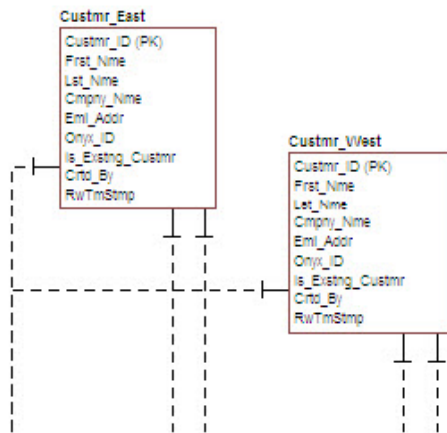 Custmr_East
Custmr_ID (PK)
Frst_Nme
Lst_Nme
Cmpny_Nme
Eml_Addr
Onyx_ID
Is_Exstng_Custmr
Crtd_By
RwTmStmp
Custmr_West
Custmr_ID (PK)
Frst_Nme
Lst_Nme
Cmpny_Nme
Eml_Addr
Onyx_ID
Is_Exstng_Custmr
Crtd_By
RwTmStmp